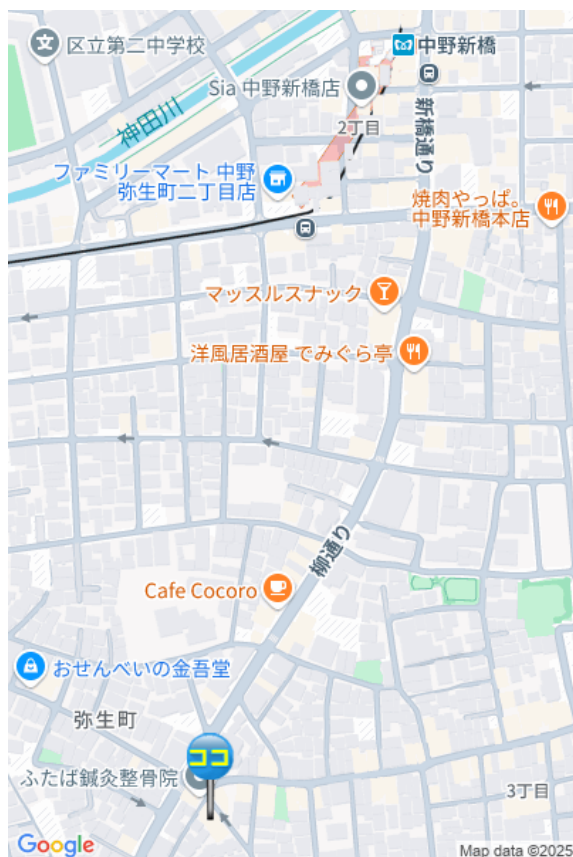 区立第二中学校
中野新橋
Sia 中野新橋店
2丁目
新橋通り
神田川
ファミリーマート 中野
弥生町二丁目店
焼肉やっぱ。
中野新橋本店
マッスルスナック
洋風居酒屋 でみぐら亭
柳通り
Cafe Cocoro
おせんべいの金吾堂
弥生町
ココ
ふたば鍼灸整骨院
3丁目
Google
Map data ©2025